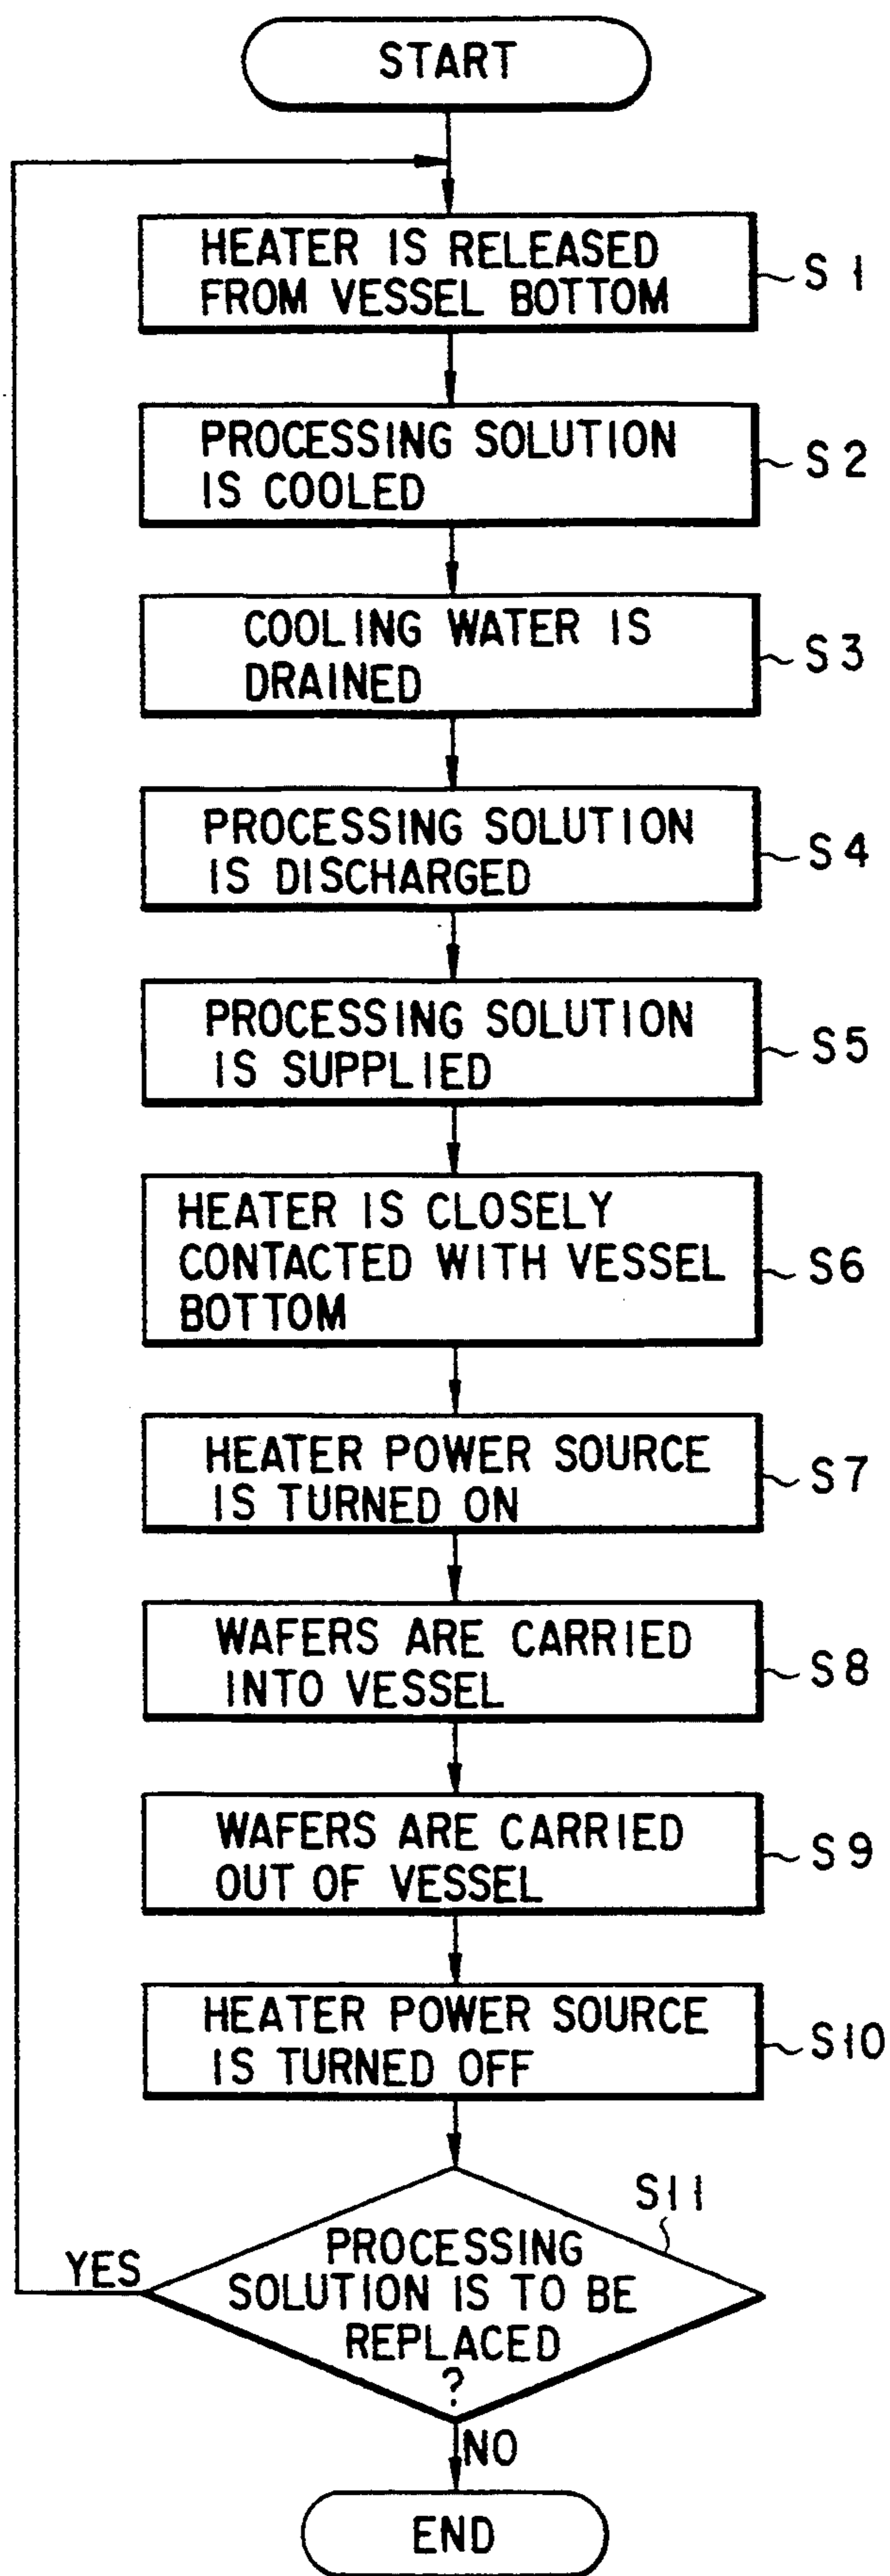 START
HEATER IS RELEASED
FROM VESSEL BOTTOM
S1
PROCESSING SOLUTION
IS COOLED
S2
COOLING WATER IS
DRAINED
S3
PROCESSING SOLUTION
IS DISCHARGED
S4
PROCESSING SOLUTION
IS SUPPLIED
S5
HEATER IS CLOSELY
CONTACTED WITH VESSEL
BOTTOM
S6
HEATER POWER SOURCE
IS TURNED ON
S7
WAFERS ARE CARRIED
INTO VESSEL
S8
WAFERS ARE CARRIED
OUT OF VESSEL
S9
HEATER POWER SOURCE
IS TURNED OFF
S10
S11
PROCESSING
SOLUTION IS TO BE
REPLACED
?
YES
NO
END